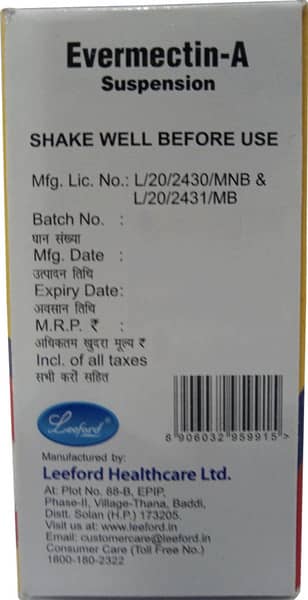 Evermectin-A
Suspension
SHAKE WELL BEFORE USE
Mfg. Lic. No.: L/20/2430/MNB &
L/20/2431/MB
Batch No. :
घान संख्या
Mfg. Date :
उत्पादन तिथि
Expiry Date:
अवसान तिथि
M.R.P. ₹ :
अधिकतम खुदरा मूल्य ₹
Incl. of all taxes
सभी करों सहित
Leeford
8 906032 959915 >
Manufactured by:
Leeford Healthcare Ltd.
At: Plot No. 88-B, EPIP,
Phase-II, Village-Thana, Baddi,
Distt. Solan (H.P.) 173205.
Visit us at: www.leeford.in
Email: customercare@leeford.in
Consumer Care (Toll Free No.)
1800-180-2322